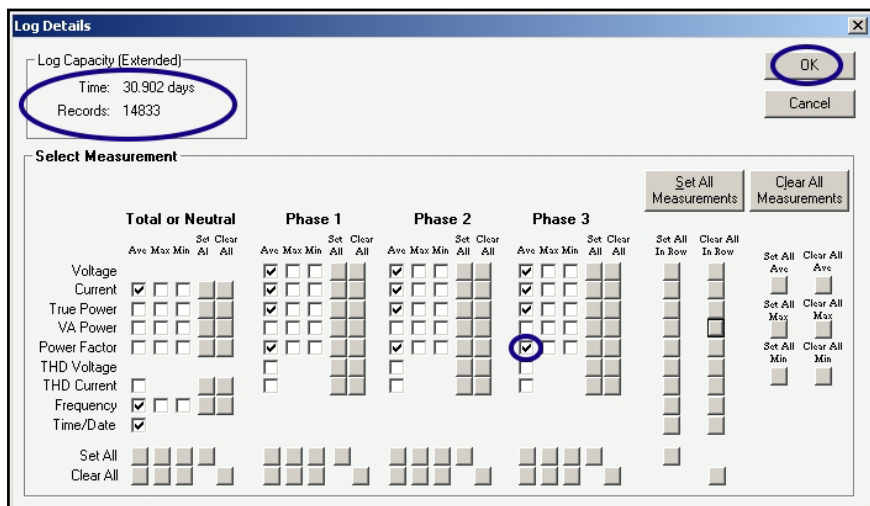 Log Details
Log Capacity (Extended)
Time: 30.902 days
Records: 14833
OK
Cancel
Select Measurement
Set All Measurements
Clear All Measurements
Total or Neutral Phase 1 Phase 2 Phase 3
Ave Max Min Set Al Clear All Ave Max Min Set All Clear All Ave Max Min Set All Clear All Ave Max Min Set All Clear All Set All In Row Clear All In Row
Voltage
Current
True Power
VA Power
Power Factor
THD Voltage
THD Current
Frequency
Time/Date
Set All
Clear All
Set All Ave Clear All Ave
Set All Max Clear All Max
Set All Min Clear All Min